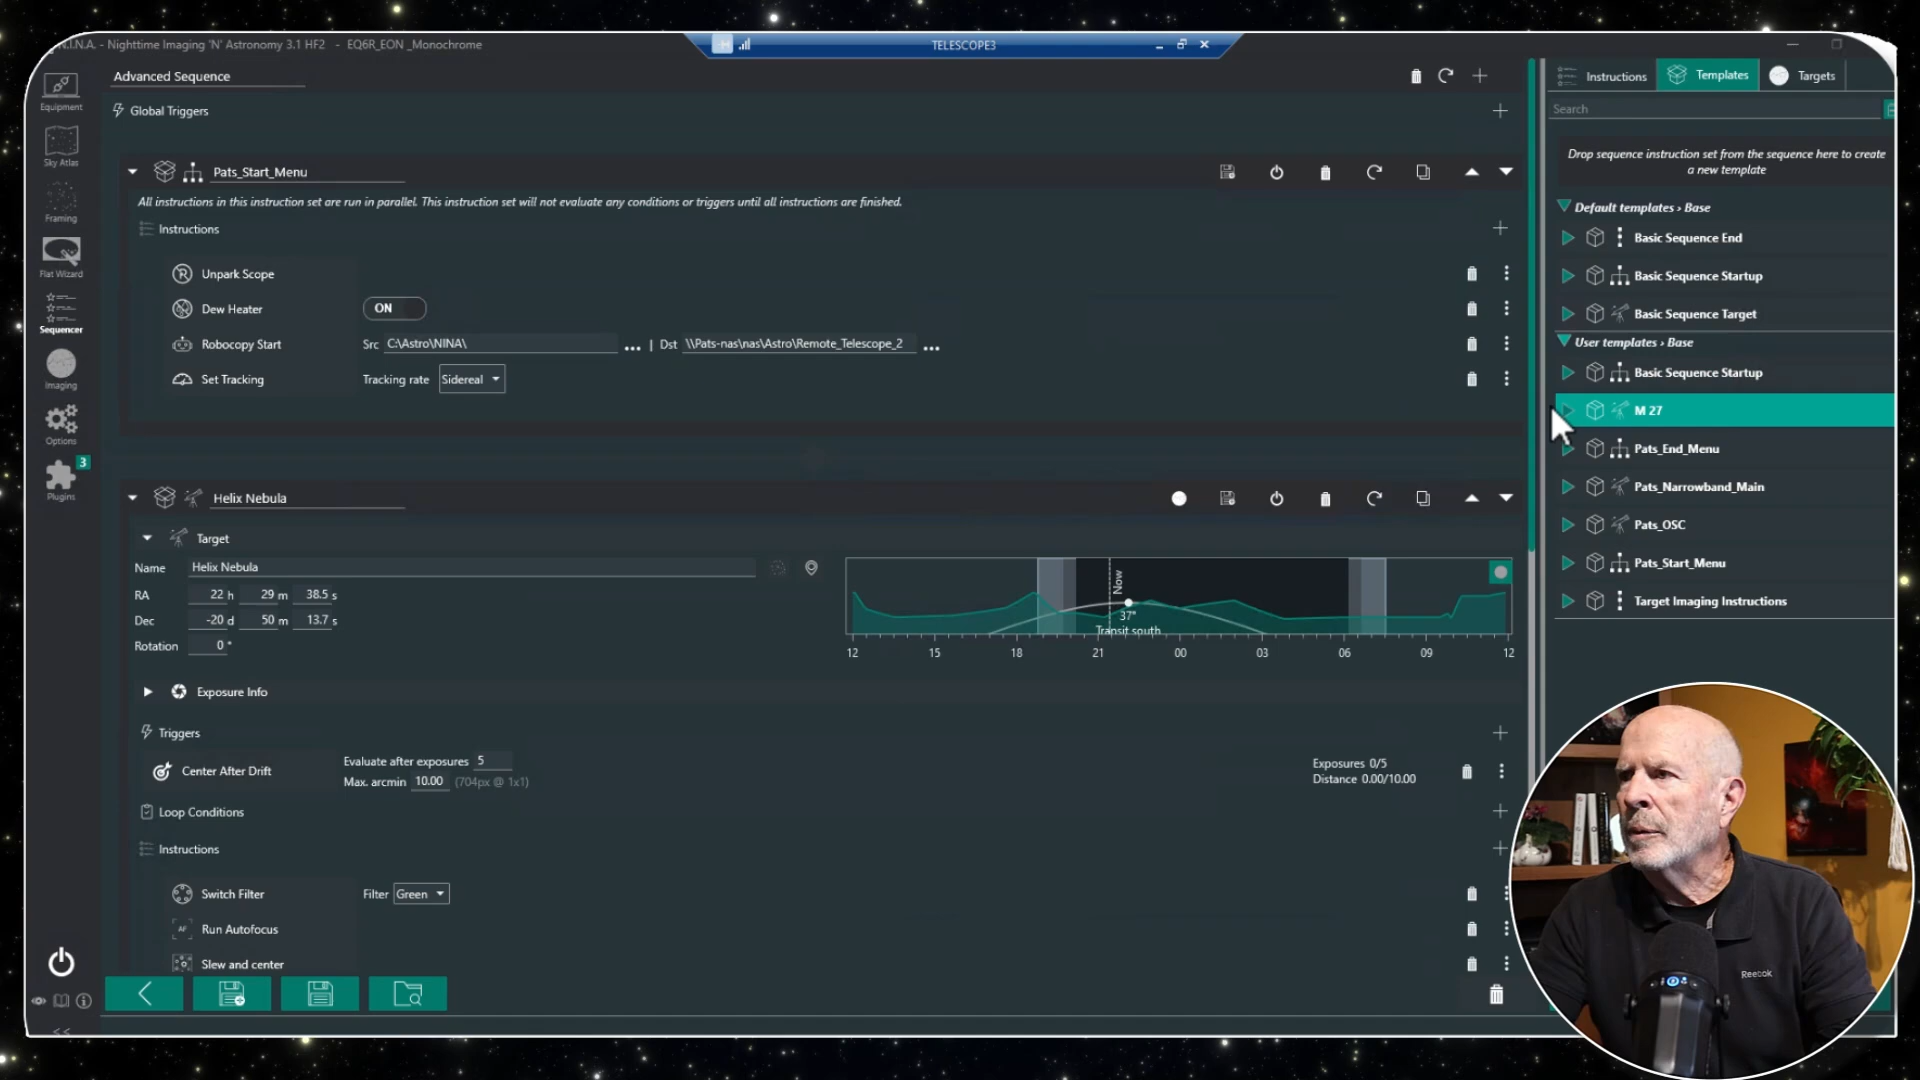 N.I.N.A. - Nighttime Imaging 'N' Astronomy 3.1 HF2 - EQ6R_EON _Monochrome
TELESCOPE3
Equipment
Sky Atlas
Framing
Flat Wizard
Sequencer
Imaging
Options
3
Plugins
<<
Advanced Sequence
Global Triggers
Pats_Start_Menu
All instructions in this instruction set are run in parallel. This instruction set will not evaluate any conditions or triggers until all instructions are finished.
Instructions
Unpark Scope
Dew Heater ON
Robocopy Start Src C:\Astro\NINA\ ... | Dst \\Pats-nas\nas\Astro\Remote_Telescope_2 ...
Set Tracking Tracking rate Sidereal
Helix Nebula
Target
Name Helix Nebula
RA 22 h 29 m 38.5 s
Dec -20 d 50 m 13.7 s
Rotation 0 °
Now
37°
Transit south
12 15 18 21 00 03 06 09 12
Exposure Info
Triggers
Center After Drift
Evaluate after exposures 5
Max. arcmin 10.00 (704px @ 1x1)
Exposures 0/5
Distance 0.00/10.00
Loop Conditions
Instructions
Switch Filter Filter Green
AF Run Autofocus
Slew and center
Instructions Templates Targets
Search
Drop sequence instruction set from the sequence here to create
a new template
Default templates › Base
Basic Sequence End
Basic Sequence Startup
Basic Sequence Target
User templates › Base
Basic Sequence Startup
M 27
Pats_End_Menu
Pats_Narrowband_Main
Pats_OSC
Pats_Start_Menu
Target Imaging Instructions
Reebok